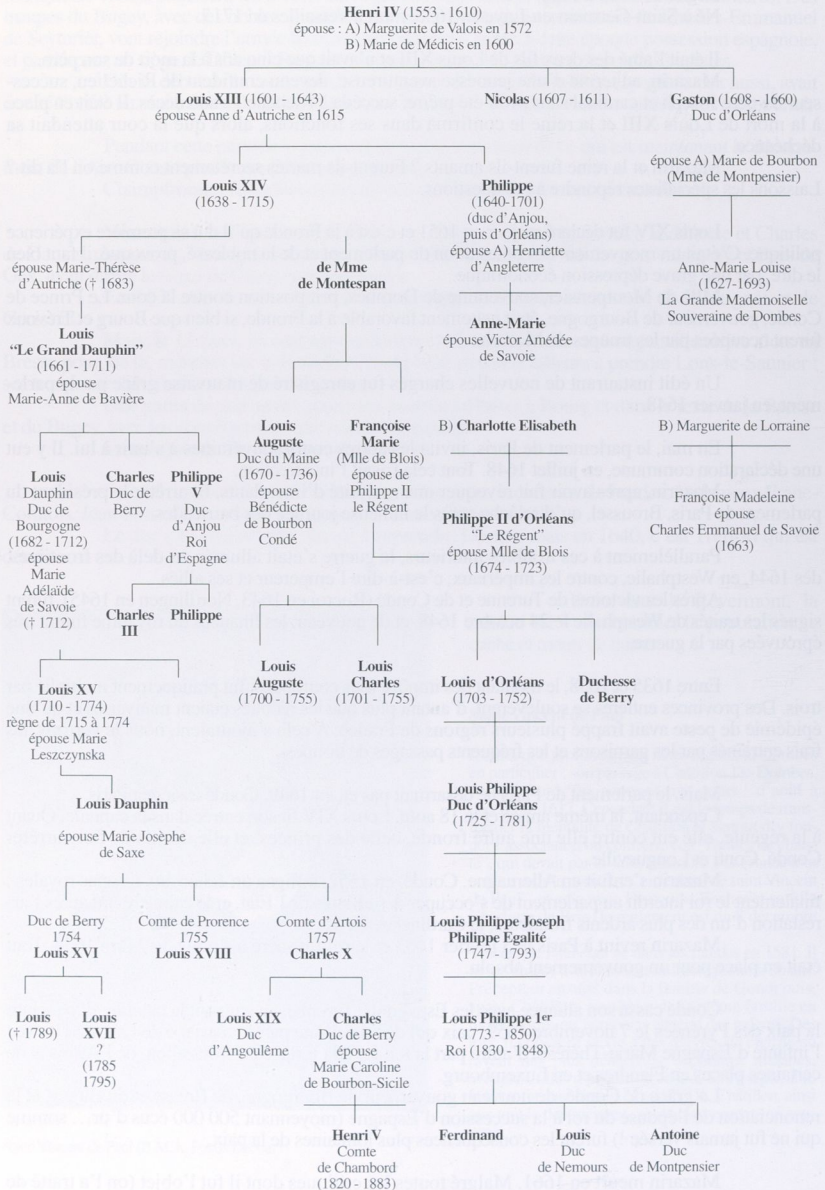 Henri IV (1553 - 1610)
épouse : A) Marguerite de Valois en 1572
B) Marie de Médicis en 1600
Louis XIII (1601 - 1643)
épouse Anne d'Autriche en 1615
Nicolas (1607 - 1611)
Gaston (1608 - 1660)
Duc d'Orléans
épouse A) Marie de Bourbon
(Mme de Montpensier)
Louis XIV
(1638 - 1715)
Philippe
(1640-1701)
(duc d'Anjou,
puis d'Orléans)
épouse A) Henriette
d'Angleterre
épouse Marie-Thérèse
d'Autriche († 1683)
de Mme
de Montespan
Anne-Marie Louise
(1627-1693)
La Grande Mademoiselle
Souveraine de Dombes
Anne-Marie
épouse Victor Amédée
de Savoie
Louis
“Le Grand Dauphin”
(1661 - 1711)
épouse
Marie-Anne de Bavière
Louis
Auguste
Duc du Maine
(1670 - 1736)
épouse
Bénédicte
de Bourbon
Condé
Françoise
Marie
(Mlle de Blois)
épouse de
Philippe II
le Régent
B) Charlotte Elisabeth
B) Marguerite de Lorraine
Louis
Dauphin
Duc de
Bourgogne
(1682 - 1712)
épouse
Marie
Adélaïde
de Savoie
(† 1712)
Charles
Duc de
Berry
Philippe
V
Duc
d'Anjou
Roi
d'Espagne
Philippe II d'Orléans
"Le Régent"
épouse Mlle de Blois
(1674 - 1723)
Françoise Madeleine
épouse
Charles Emmanuel de Savoie
(1663)
Charles
III
Philippe
Louis XV
(1710 - 1774)
règne de 1715 à 1774
épouse Marie
Leszczynska
Louis
Auguste
(1700 - 1755)
Louis
Charles
(1701 - 1755)
Louis d'Orléans
(1703 - 1752)
Duchesse
de Berry
Louis Dauphin
épouse Marie Josèphe
de Saxe
Louis Philippe
Duc d'Orléans
(1725 - 1781)
Duc de Berry
1754
Louis XVI
Comte de Prorence
1755
Louis XVIII
Comte d'Artois
1757
Charles X
Louis Philippe Joseph
Philippe Egalité
(1747 - 1793)
Louis
(† 1789)
Louis
XVII
?
(1785
1795)
Louis XIX
Duc
d'Angoulême
Charles
Duc de Berry
épouse
Marie Caroline
de Bourbon-Sicile
Louis Philippe 1er
(1773 - 1850)
Roi (1830 - 1848)
Henri V
Comte
de Chambord
(1820 - 1883)
Ferdinand
Louis
Duc
de Nemours
Antoine
Duc
de Montpensier